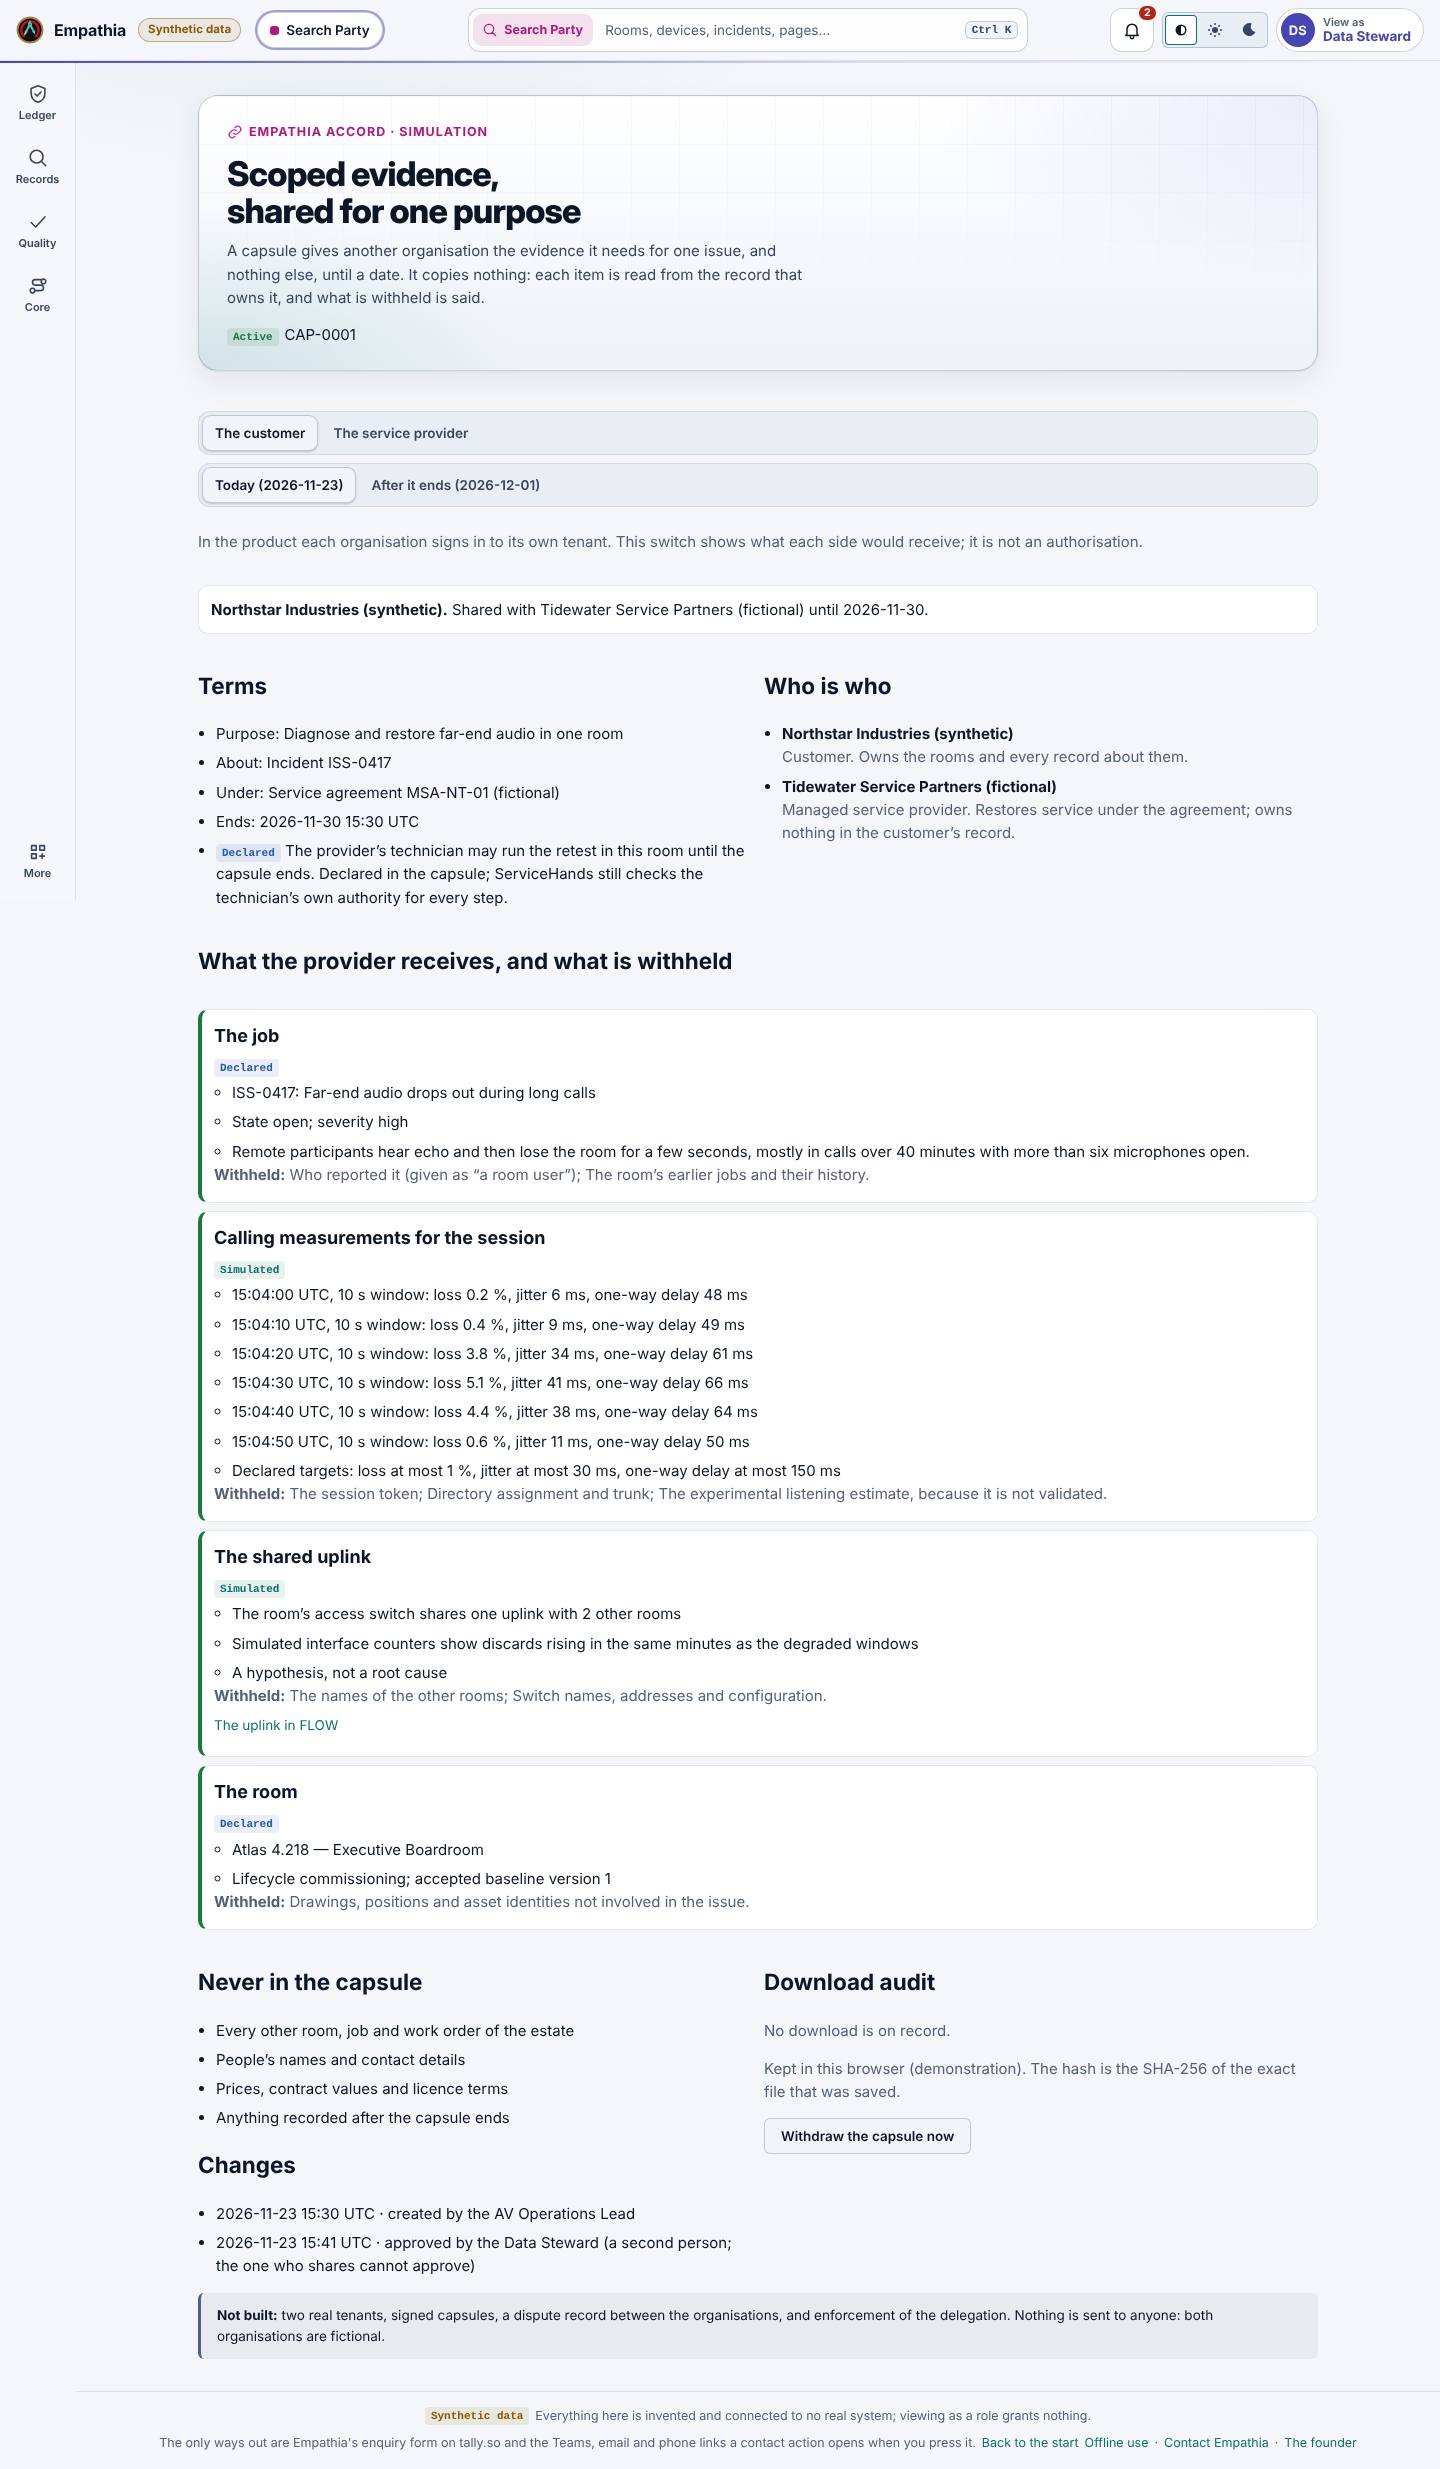 Empathia
Synthetic data
Search Party
Search Party
Rooms, devices, incidents, pages...
Ctrl K
2
DS
View as
Data Steward
Ledger
Records
Quality
Core
More
EMPATHIA ACCORD · SIMULATION
Scoped evidence,
shared for one purpose
A capsule gives another organisation the evidence it needs for one issue, and
nothing else, until a date. It copies nothing: each item is read from the record that
owns it, and what is withheld is said.
Active CAP-0001
The customer
The service provider
Today (2026-11-23)
After it ends (2026-12-01)
In the product each organisation signs in to its own tenant. This switch shows what each side would receive; it is not an authorisation.
Northstar Industries (synthetic). Shared with Tidewater Service Partners (fictional) until 2026-11-30.
Terms
Purpose: Diagnose and restore far-end audio in one room
About: Incident ISS-0417
Under: Service agreement MSA-NT-01 (fictional)
Ends: 2026-11-30 15:30 UTC
Declared The provider’s technician may run the retest in this room until the
capsule ends. Declared in the capsule; ServiceHands still checks the
technician’s own authority for every step.
Who is who
Northstar Industries (synthetic)
Customer. Owns the rooms and every record about them.
Tidewater Service Partners (fictional)
Managed service provider. Restores service under the agreement; owns
nothing in the customer’s record.
What the provider receives, and what is withheld
The job
Declared
ISS-0417: Far-end audio drops out during long calls
State open; severity high
Remote participants hear echo and then lose the room for a few seconds, mostly in calls over 40 minutes with more than six microphones open.
Withheld: Who reported it (given as “a room user”); The room’s earlier jobs and their history.
Calling measurements for the session
Simulated
15:04:00 UTC, 10 s window: loss 0.2 %, jitter 6 ms, one-way delay 48 ms
15:04:10 UTC, 10 s window: loss 0.4 %, jitter 9 ms, one-way delay 49 ms
15:04:20 UTC, 10 s window: loss 3.8 %, jitter 34 ms, one-way delay 61 ms
15:04:30 UTC, 10 s window: loss 5.1 %, jitter 41 ms, one-way delay 66 ms
15:04:40 UTC, 10 s window: loss 4.4 %, jitter 38 ms, one-way delay 64 ms
15:04:50 UTC, 10 s window: loss 0.6 %, jitter 11 ms, one-way delay 50 ms
Declared targets: loss at most 1 %, jitter at most 30 ms, one-way delay at most 150 ms
Withheld: The session token; Directory assignment and trunk; The experimental listening estimate, because it is not validated.
The shared uplink
Simulated
The room’s access switch shares one uplink with 2 other rooms
Simulated interface counters show discards rising in the same minutes as the degraded windows
A hypothesis, not a root cause
Withheld: The names of the other rooms; Switch names, addresses and configuration.
The uplink in FLOW
The room
Declared
Atlas 4.218 — Executive Boardroom
Lifecycle commissioning; accepted baseline version 1
Withheld: Drawings, positions and asset identities not involved in the issue.
Never in the capsule
Every other room, job and work order of the estate
People’s names and contact details
Prices, contract values and licence terms
Anything recorded after the capsule ends
Download audit
No download is on record.
Kept in this browser (demonstration). The hash is the SHA-256 of the exact
file that was saved.
Withdraw the capsule now
Changes
2026-11-23 15:30 UTC · created by the AV Operations Lead
2026-11-23 15:41 UTC · approved by the Data Steward (a second person;
the one who shares cannot approve)
Not built: two real tenants, signed capsules, a dispute record between the organisations, and enforcement of the delegation. Nothing is sent to anyone: both
organisations are fictional.
Synthetic data Everything here is invented and connected to no real system; viewing as a role grants nothing.
The only ways out are Empathia's enquiry form on tally.so and the Teams, email and phone links a contact action opens when you press it. Back to the start Offline use · Contact Empathia · The founder